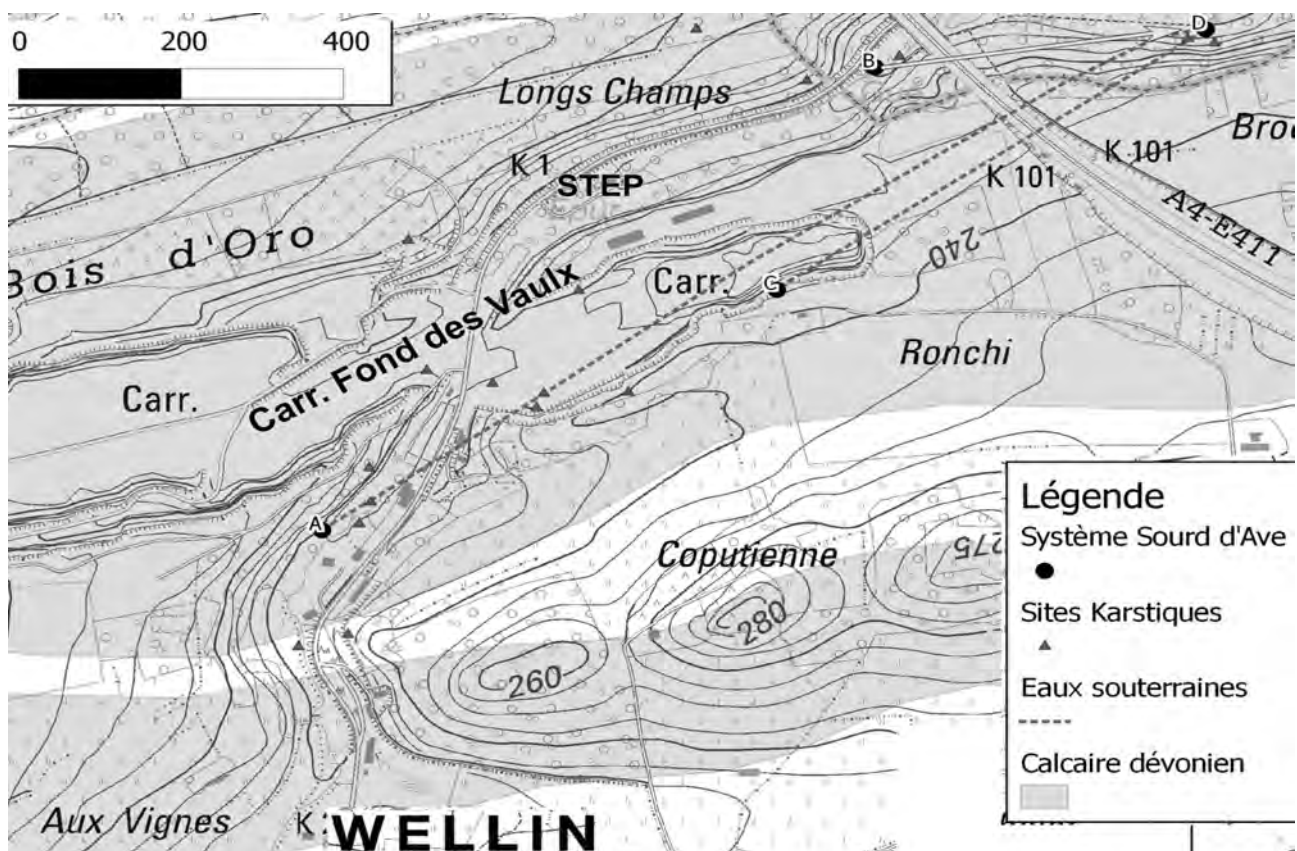 0 200 400
D
B
Longs Champs
K 101
K 1
K 101
STEP
A4-E411
Bois d'Oro
240
Carr.
C
Carr. Fond des Vaulx
Ronchi
Carr.
Légende
A
Système Sourd d'Ave
Coputienne
275
Sites Karstiques
280
260
Eaux souterraines
Calcaire dévonien
Aux Vignes
K
WELLIN